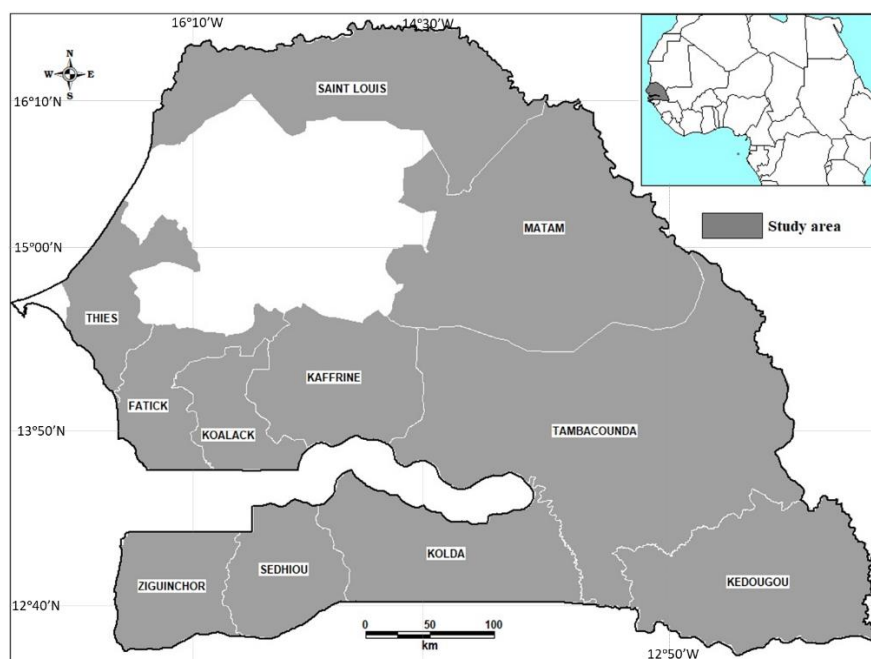 16°10'W 14°30'W
N
W E
S
16°10'N
SAINT LOUIS
MATAM
Study area
15°00'N
THIES
KAFFRINE
FATICK
KOALACK
13°50'N
TAMBACOUNDA
KOLDA
SEDHIOU
ZIGUINCHOR
KEDOUGOU
12°40'N
0 50 100
km
12°50'W